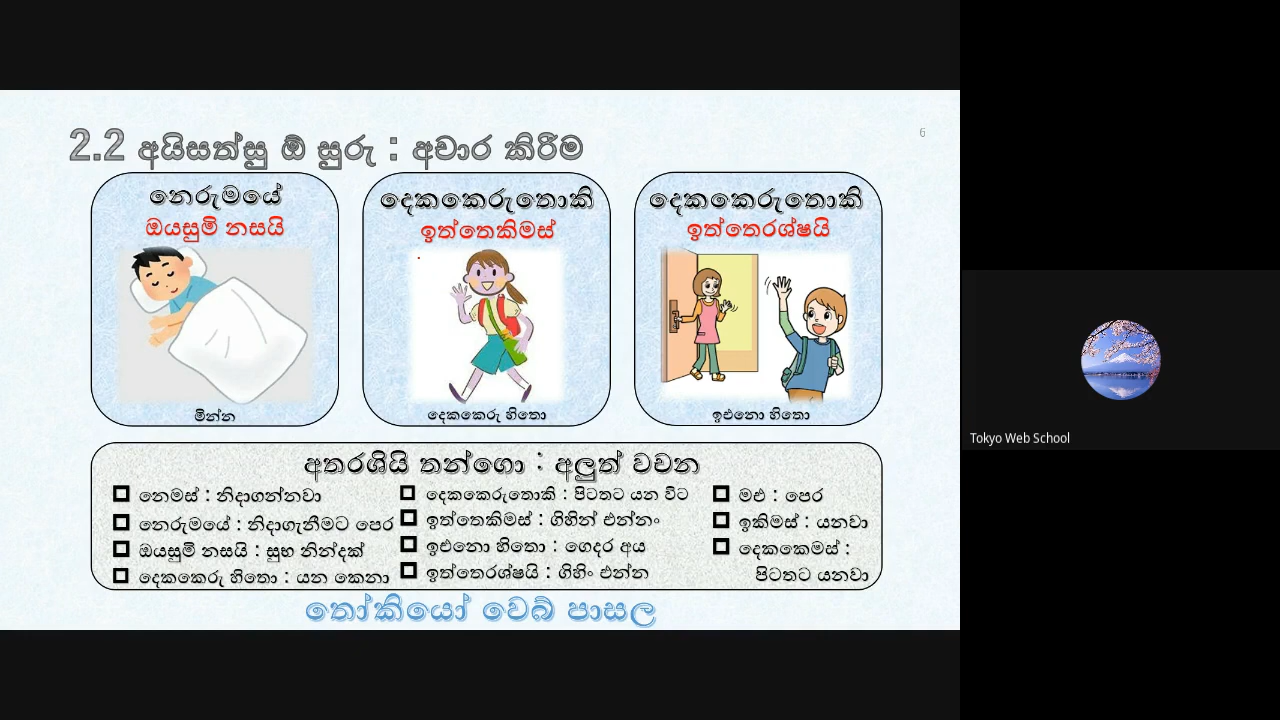 2.2 අයිසත්සු ඕ සුරු : අචාර කිරීම
6
නෙරුමයේ
ඔයසුමි නසයි
මින්න
දෙකකෙරුතොකි
ඉත්තෙකිමස්
දෙකකෙරු හිතො
දෙකකෙරුතොකි
ඉත්තෙරශ්ෂයි
ඉඑනො හිතො
අතරශියි තන්ගො : අලුත් වචන
නෙමස් : නිදාගන්නවා
නෙරුමයේ : නිදාගැනීමට පෙර
ඔයසුමි නසයි : සුභ නින්දක්
දෙකකෙරු හිතො : යන කෙනා
දෙකකෙරුතොකි : පිටතට යන විට
ඉත්තෙකිමස් : ගිහින් එන්නං
ඉඑනො හිතො : ගෙදර අය
ඉත්තෙරශ්ෂයි : ගිහිං එන්න
මඑ : පෙර
ඉකිමස් : යනවා
දෙකකෙමස් :
පිටතට යනවා
තෝකියෝ වෙබ් පාසල
Tokyo Web School